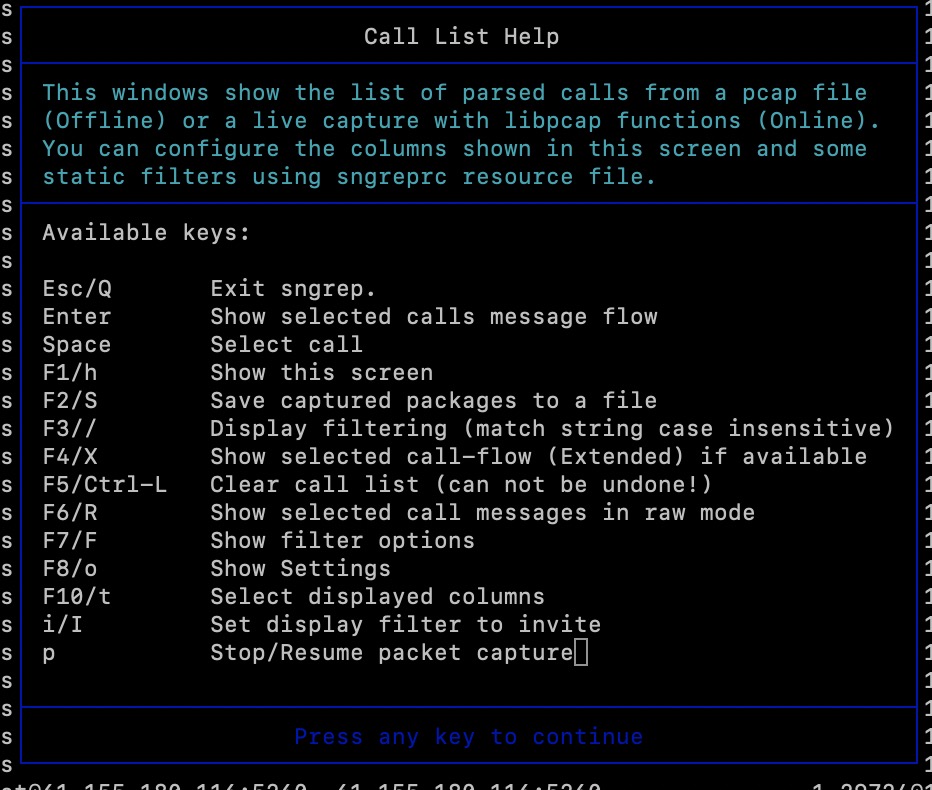 Call List Help
This windows show the list of parsed calls from a pcap file
(Offline) or a live capture with libpcap functions (Online).
You can configure the columns shown in this screen and some
static filters using sngreprc resource file.
Available keys:
Esc/Q Exit sngrep.
Enter Show selected calls message flow
Space Select call
F1/h Show this screen
F2/S Save captured packages to a file
F3// Display filtering (match string case insensitive)
F4/X Show selected call-flow (Extended) if available
F5/Ctrl-L Clear call list (can not be undone!)
F6/R Show selected call messages in raw mode
F7/F Show filter options
F8/o Show Settings
F10/t Select displayed columns
i/I Set display filter to invite
p Stop/Resume packet capture
Press any key to continue